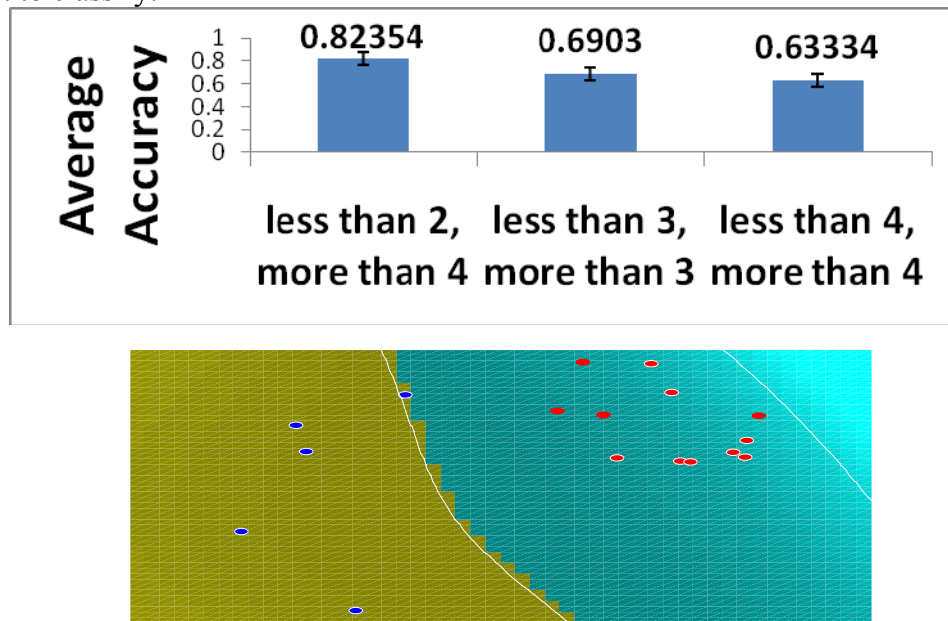 Average
Accuracy
1
0.8
0.6
0.4
0.2
0
0.82354
0.6903
0.63334
less than 2,
more than 4
less than 3,
more than 3
less than 4,
more than 4